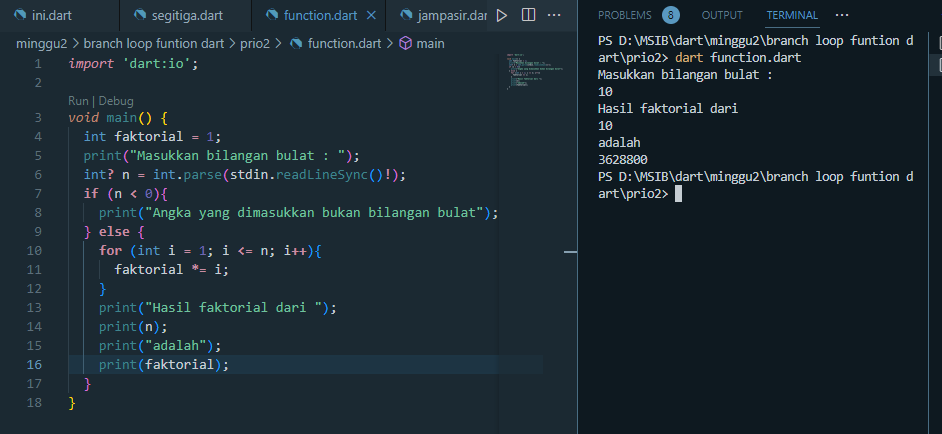 ini.dart segitiga.dart function.dart jampasir.dar
minggu2 > branch loop funtion dart > prio2 > function.dart > main
1 import 'dart:io';
2
Run | Debug
3 void main() {
4 int faktorial = 1;
5 print("Masukkan bilangan bulat : ");
6 int? n = int.parse(stdin.readLineSync()!);
7 if (n < 0){
8 print("Angka yang dimasukkan bukan bilangan bulat");
9 } else {
10 for (int i = 1; i <= n; i++){
11 faktorial *= i;
12 }
13 print("Hasil faktorial dari ");
14 print(n);
15 print("adalah");
16 print(faktorial);
17 }
18 }
PROBLEMS 8 OUTPUT TERMINAL ···
PS D:\MSIB\dart\minggu2\branch loop funtion d
art\prio2> dart function.dart
Masukkan bilangan bulat :
10
Hasil faktorial dari
10
adalah
3628800
PS D:\MSIB\dart\minggu2\branch loop funtion d
art\prio2>